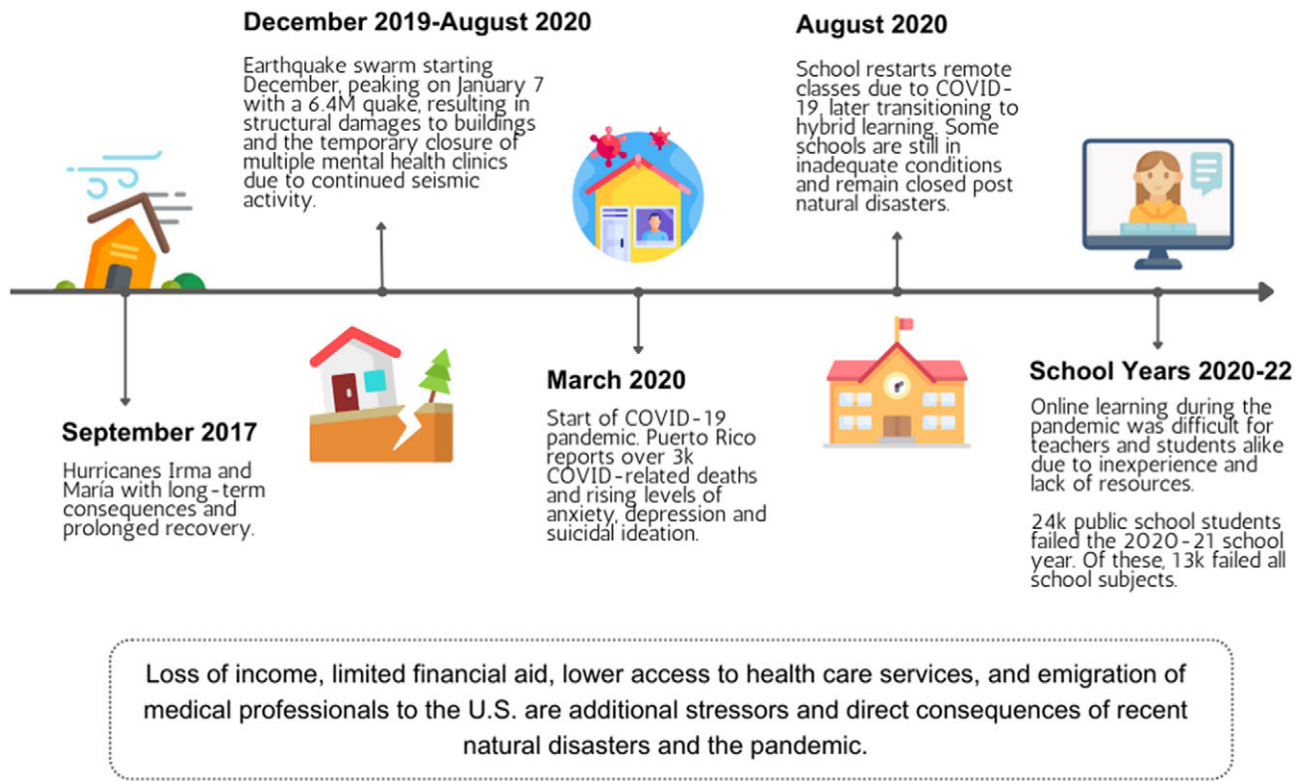 December 2019-August 2020
Earthquake swarm starting
December, peaking on January 7
with a 6.4M quake, resulting in
structural damages to buildings
and the temporary closure of
multiple mental health clinics
due to continued seismic
activity.
August 2020
School restarts remote
classes due to COVID-
19, later transitioning to
hybrid learning. Some
schools are still in
inadequate conditions
and remain closed post
natural disasters.
September 2017
Hurricanes Irma and
María with long-term
consequences and
prolonged recovery.
March 2020
Start of COVID-19
pandemic. Puerto Rico
reports over 3k
COVID-related deaths
and rising levels of
anxiety, depression and
suicidal ideation.
School Years 2020-22
Online learning during the
pandemic was difficult for
teachers and students alike
due to inexperience and
lack of resources.
24k public school students
failed the 2020-21 school
year. Of these, 13k failed all
school subjects.
Loss of income, limited financial aid, lower access to health care services, and emigration of
medical professionals to the U.S. are additional stressors and direct consequences of recent
natural disasters and the pandemic.